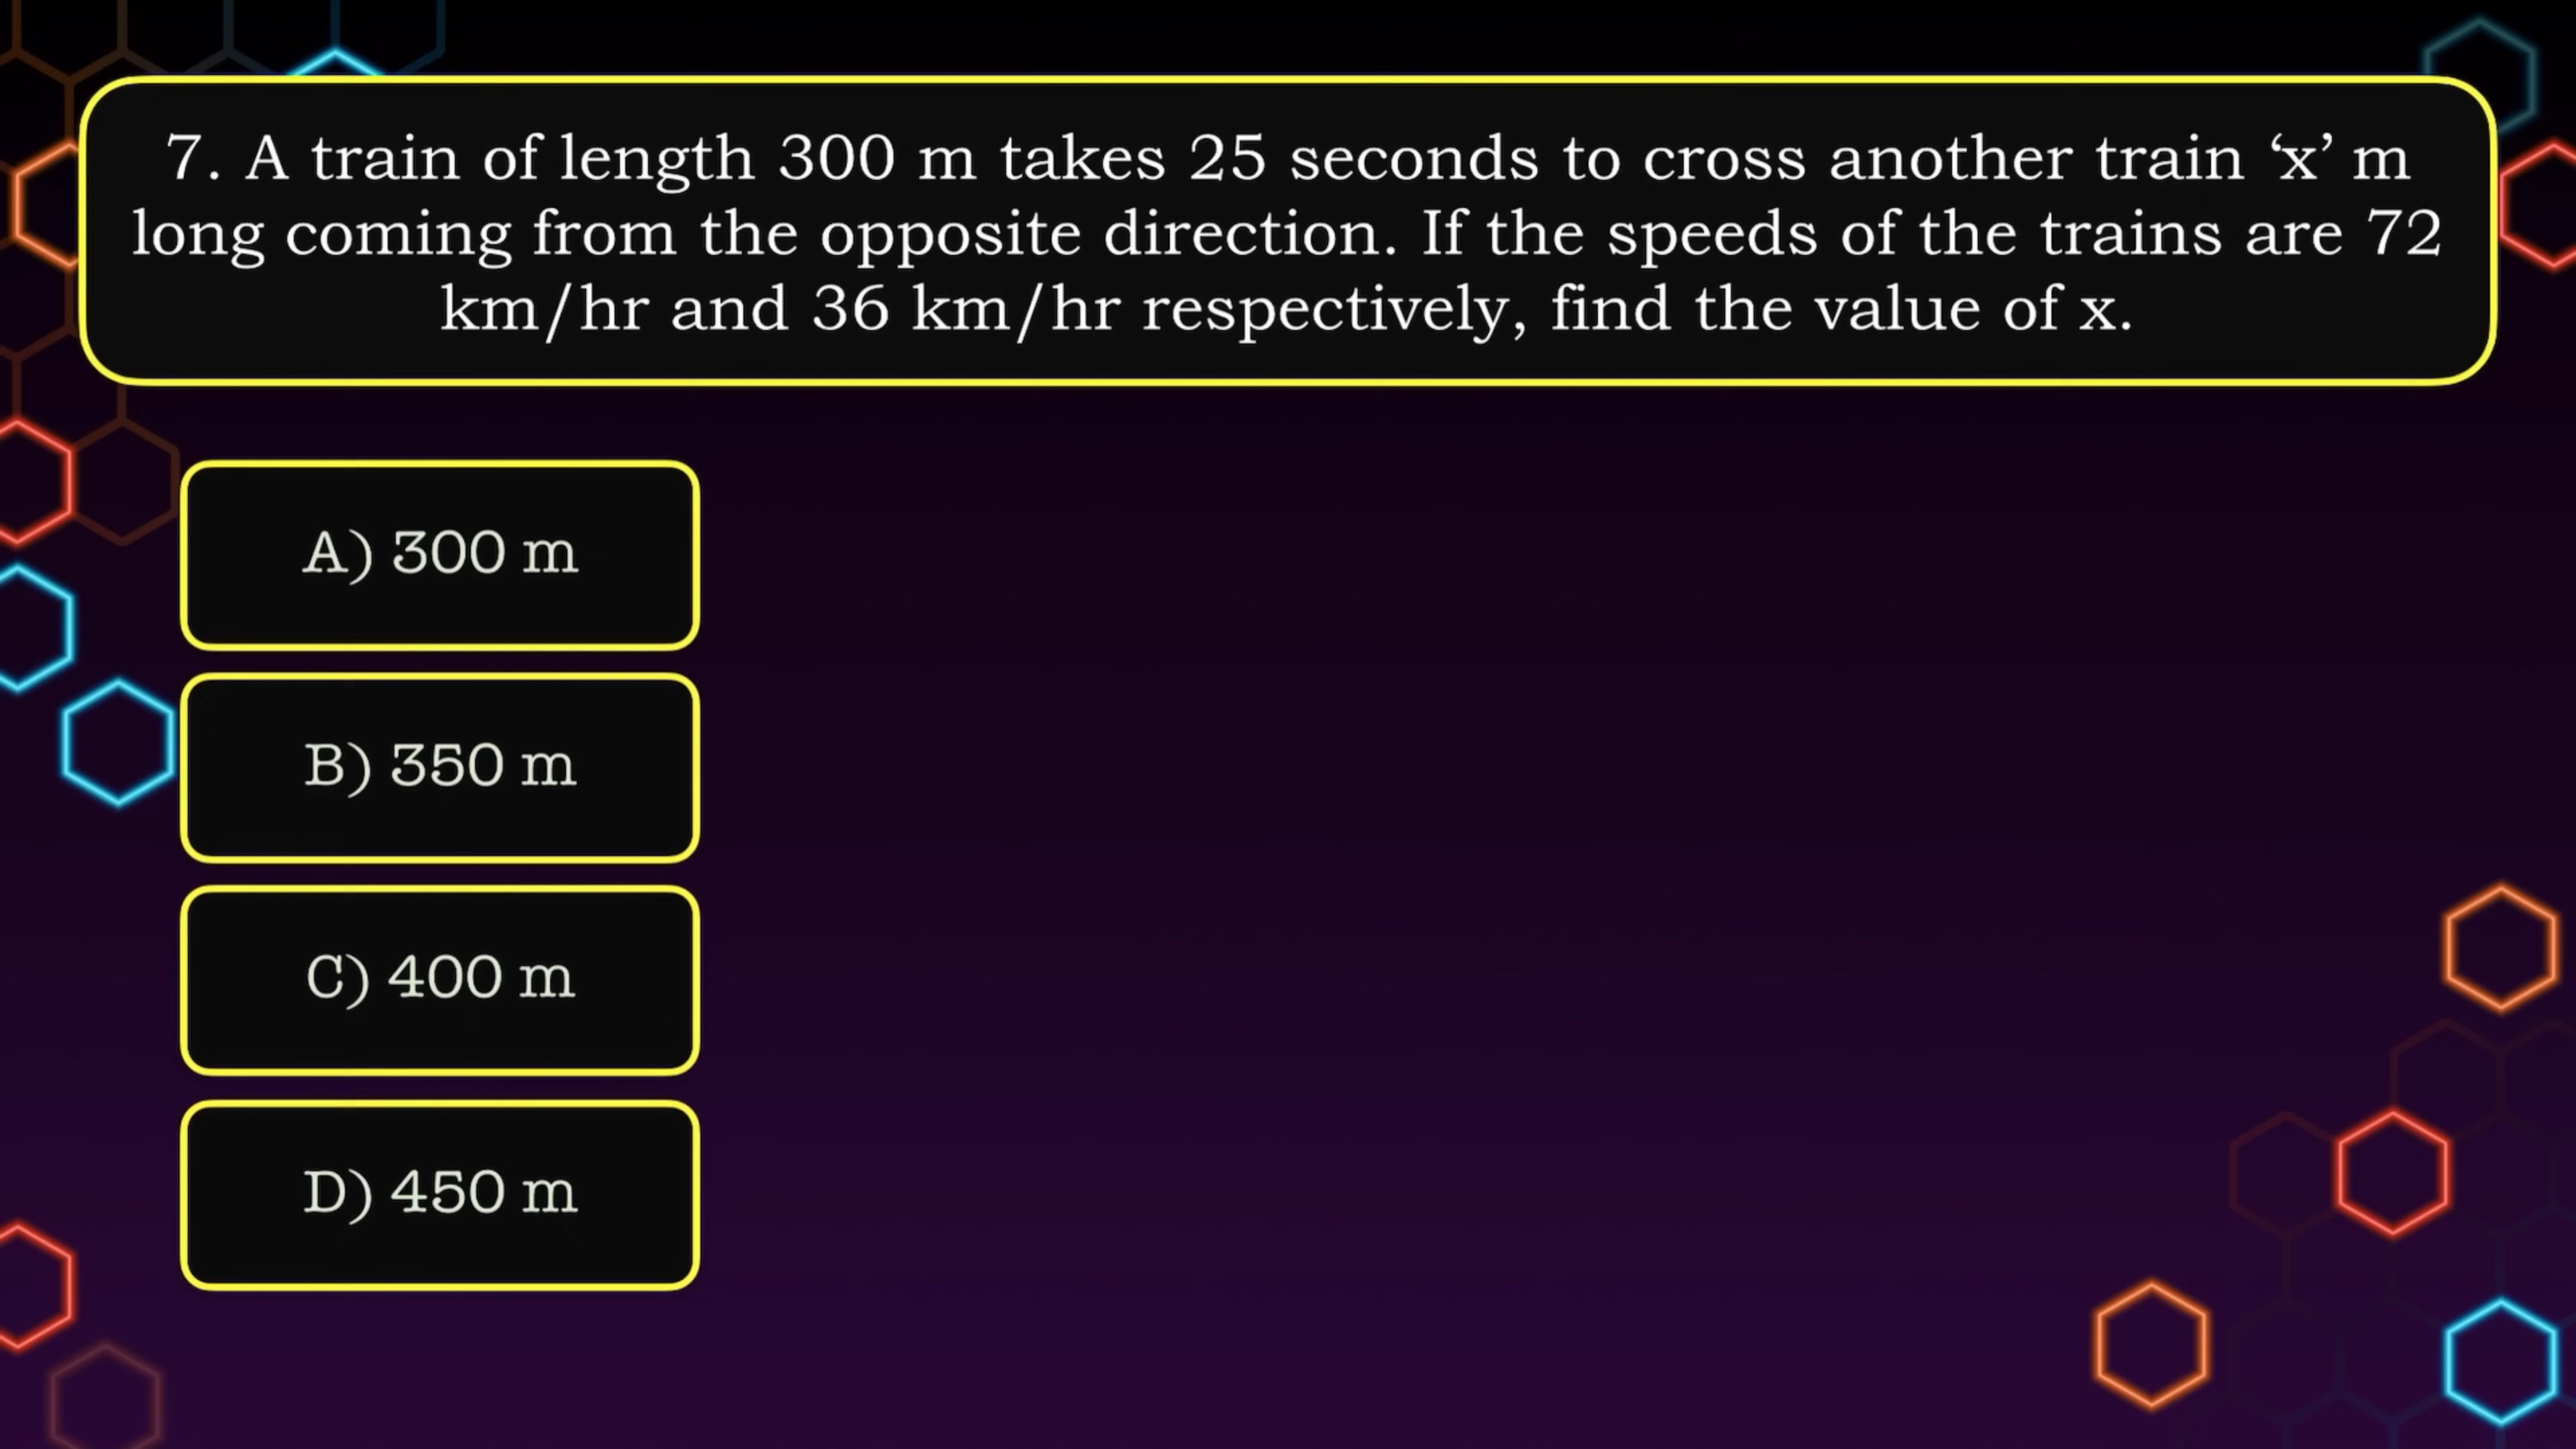 7. A train of length 300 m takes 25 seconds to cross another train ‘x’ m
long coming from the opposite direction. If the speeds of the trains are 72
km/hr and 36 km/hr respectively, find the value of x.
A) 300 m
B) 350 m
C) 400 m
D) 450 m